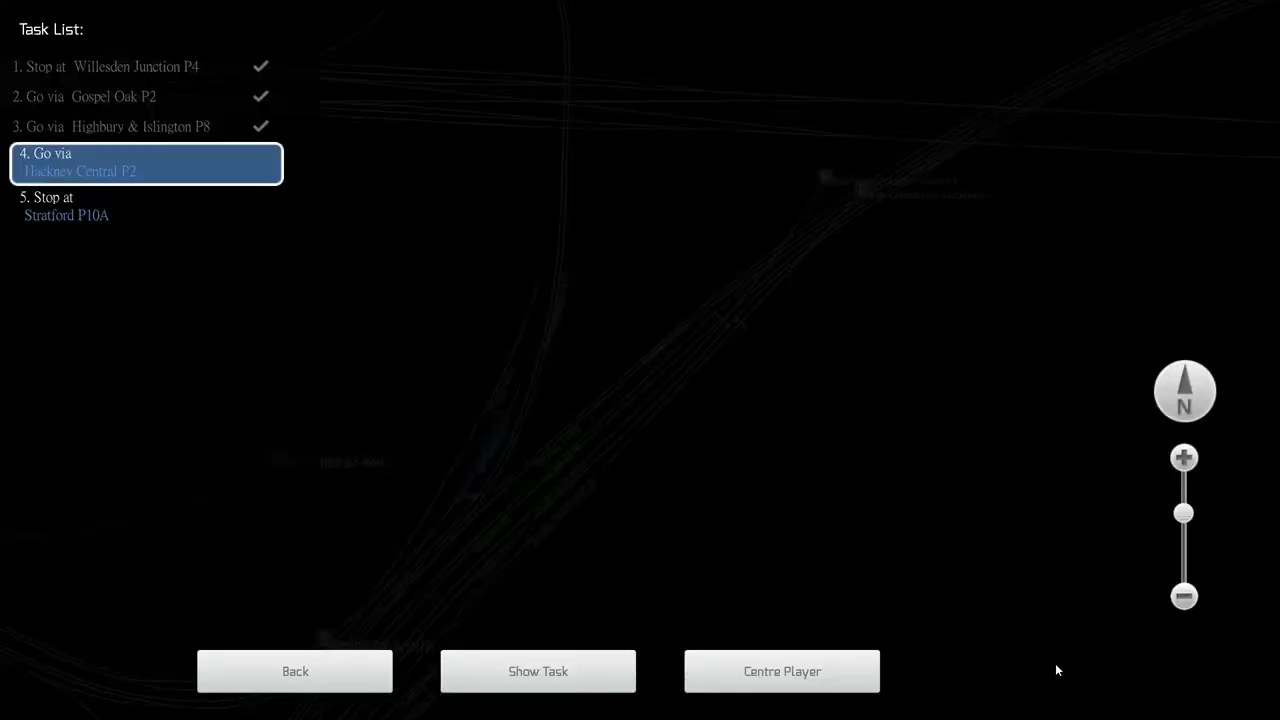 Task List:
1. Stop at Willesden Junction P4
2. Go via Gospel Oak P2
3. Go via Highbury & Islington P8
4. Go via
Hackney Central P2
5. Stop at
Stratford P10A
N
Back
Show Task
Centre Player